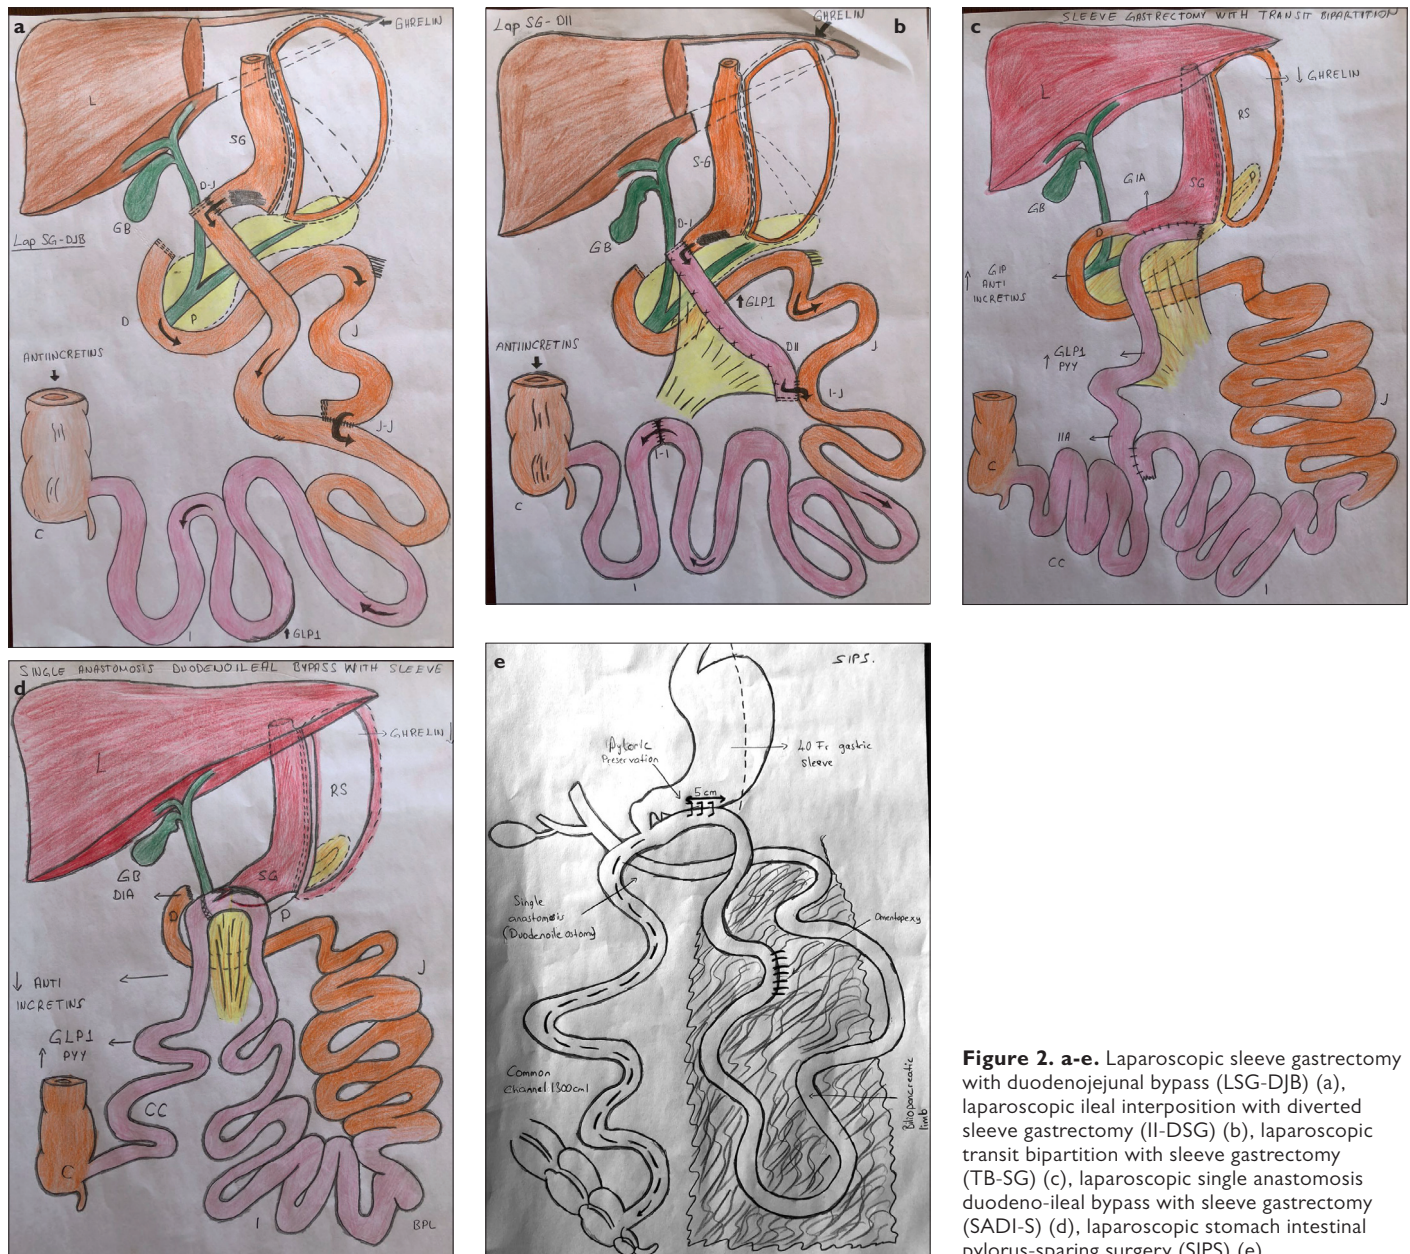 a
GHRELIN
L
SG
D-J
GB
Lap SG-DJB
D
P
J
ANTIINCRETINS
J-J
C
I
GLP1
Lap SG-DII
GHRELIN
b
S-G
D-I
GB
GLP1
ANTIINCRETINS
DII
J
I-J
I-I
C
I
SLEEVE GASTRECTOMY WITH TRANSIT BIPARTITION
c
L
GHRELIN
RS
P
GIA
SG
GB
D
GIP
ANTI
INCRETINS
GLP1
PYY
J
IIA
C
CC
I
SINGLE ANASTOMOSIS DUODENOILEAL BYPASS WITH SLEEVE
d
L
GHRELIN
RS
GB
SG
DIA
D
P
ANTI
INCRETINS
J
GLP1
PYY
CC
C
I
BPL
e
SIPS.
Pyloric
Preservation
40 Fr gastric
sleeve
5 cm
Single
anastomosis
(Duodenoileostomy)
Omentopexy
Common
Channel
Biliopancreatic
limb
Figure 2. a-e. Laparoscopic sleeve gastrectomy
with duodenojejunal bypass (LSG-DJB) (a),
laparoscopic ileal interposition with diverted
sleeve gastrectomy (II-DSG) (b), laparoscopic
transit bipartition with sleeve gastrectomy
(TB-SG) (c), laparoscopic single anastomosis
duodeno-ileal bypass with sleeve gastrectomy
(SADI-S) (d), laparoscopic stomach intestinal
pylorus-sparing surgery (SIPS) (e)